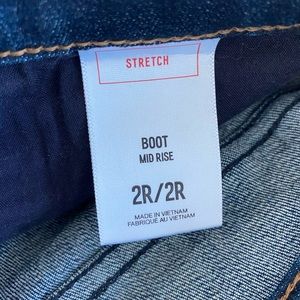 STRETCH
BOOT
MID RISE
2R/2R
MADE IN VIETNAM
FABRIQUÉ AU VIETNAM